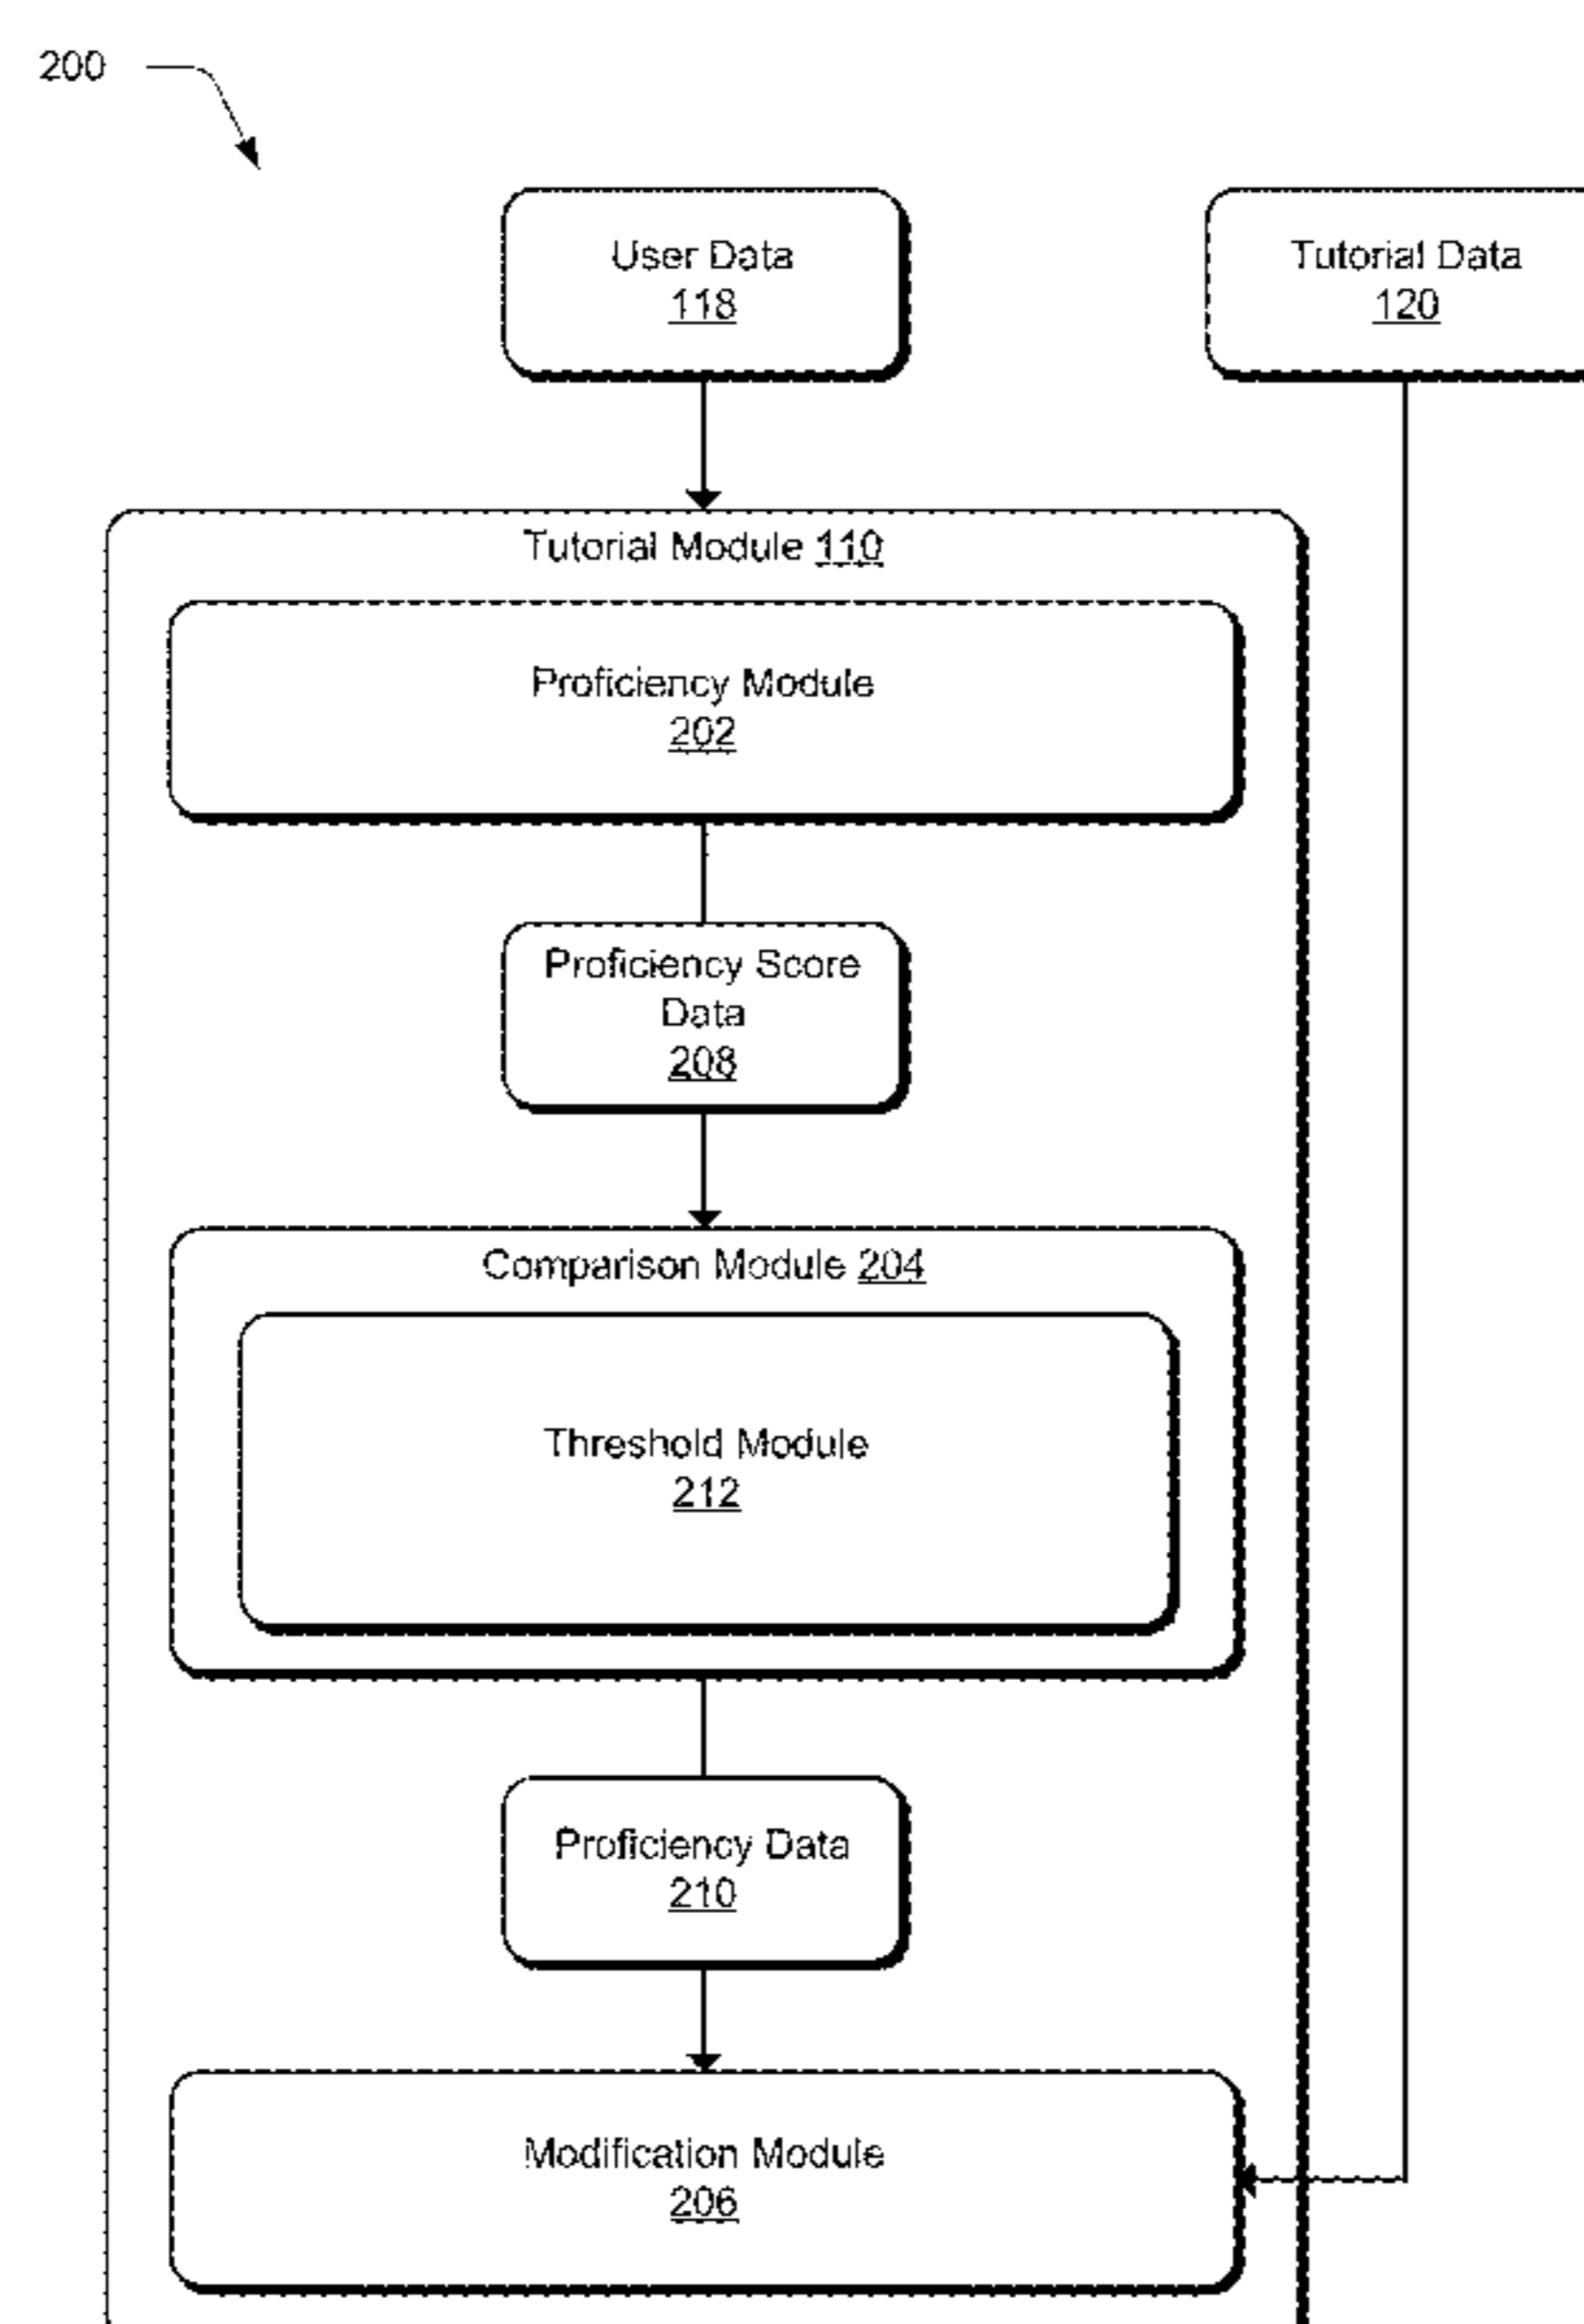 200
User Data
118
Tutorial Data
120
Tutorial Module 110
Proficiency Module
202
Proficiency Score
Data
208
Comparison Module 204
Threshold Module
212
Proficiency Data
210
Modification Module
206